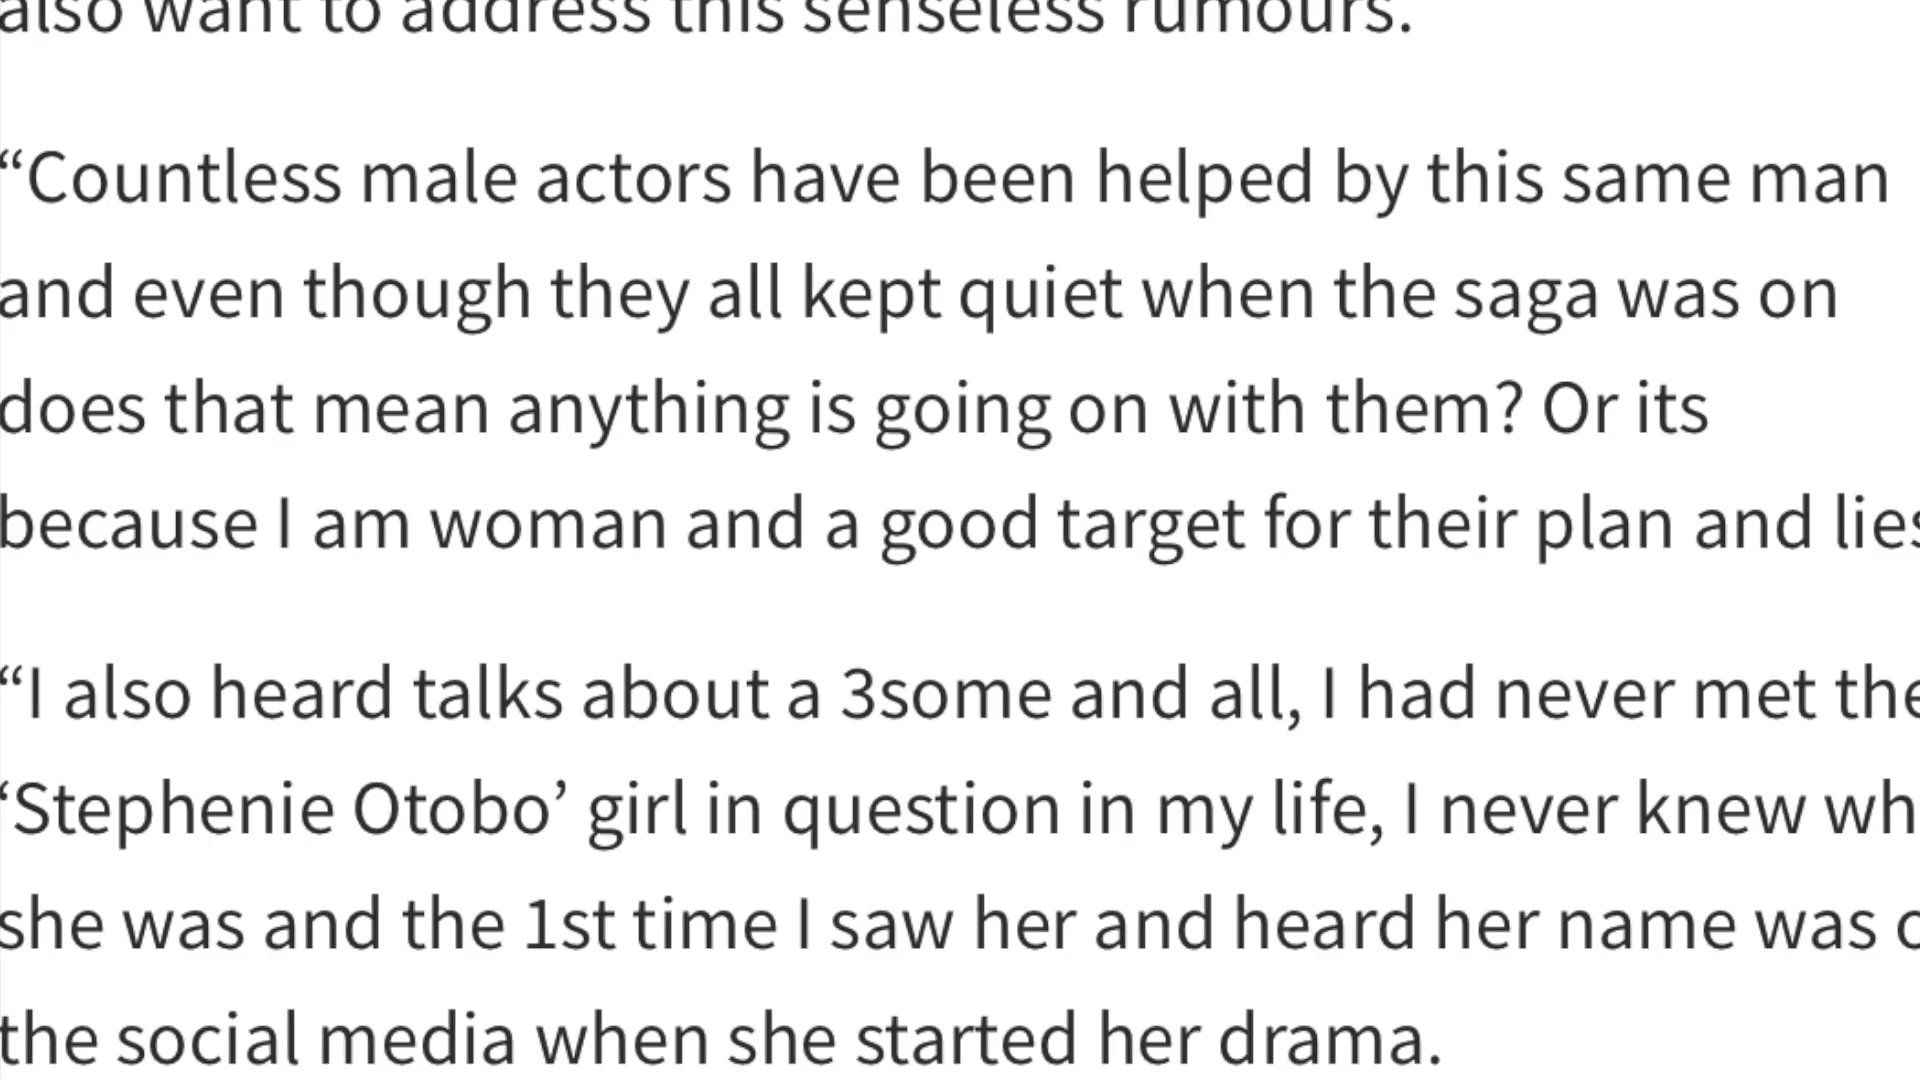 also want to address this senseless rumours.
“Countless male actors have been helped by this same man
and even though they all kept quiet when the saga was on
does that mean anything is going on with them? Or its
because I am woman and a good target for their plan and lies
“I also heard talks about a 3some and all, I had never met the
‘Stephenie Otobo’ girl in question in my life, I never knew wh
she was and the 1st time I saw her and heard her name was
the social media when she started her drama.